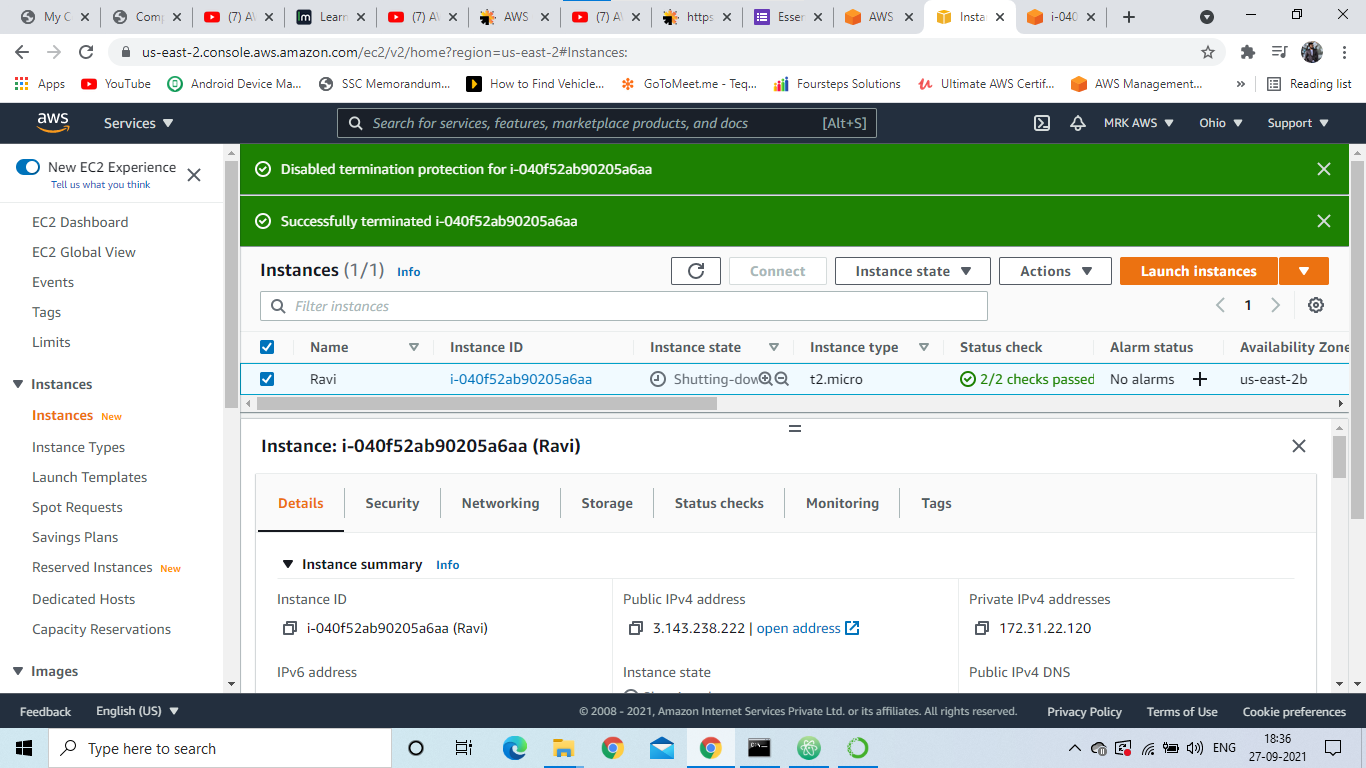 My C
Comp
(7) A
Learn
(7) A
AWS
(7) A
https
Esser
AWS
Insta
i-040
us-east-2.console.aws.amazon.com/ec2/v2/home?region=us-east-2#Instances:
Apps
YouTube
Android Device Ma...
SSC Memorandum...
How to Find Vehicle...
GoToMeet.me - Teq...
Foursteps Solutions
Ultimate AWS Certif...
AWS Management...
»
Reading list
aws
Services
Search for services, features, marketplace products, and docs
[Alt+S]
MRK AWS
Ohio
Support
New EC2 Experience
Tell us what you think
EC2 Dashboard
EC2 Global View
Events
Tags
Limits
Instances
Instances New
Instance Types
Launch Templates
Spot Requests
Savings Plans
Reserved Instances New
Dedicated Hosts
Capacity Reservations
Images
Disabled termination protection for i-040f52ab90205a6aa
Successfully terminated i-040f52ab90205a6aa
Instances (1/1) Info
Connect
Instance state
Actions
Launch instances
Filter instances
1
Name
Instance ID
Instance state
Instance type
Status check
Alarm status
Availability Zone
Ravi
i-040f52ab90205a6aa
Shutting-dow
t2.micro
2/2 checks passed
No alarms
us-east-2b
Instance: i-040f52ab90205a6aa (Ravi)
Details
Security
Networking
Storage
Status checks
Monitoring
Tags
Instance summary Info
Instance ID
i-040f52ab90205a6aa (Ravi)
Public IPv4 address
3.143.238.222 | open address
Private IPv4 addresses
172.31.22.120
IPv6 address
Instance state
Public IPv4 DNS
Feedback
English (US)
© 2008 - 2021, Amazon Internet Services Private Ltd. or its affiliates. All rights reserved.
Privacy Policy
Terms of Use
Cookie preferences
Type here to search
ENG
18:36
27-09-2021